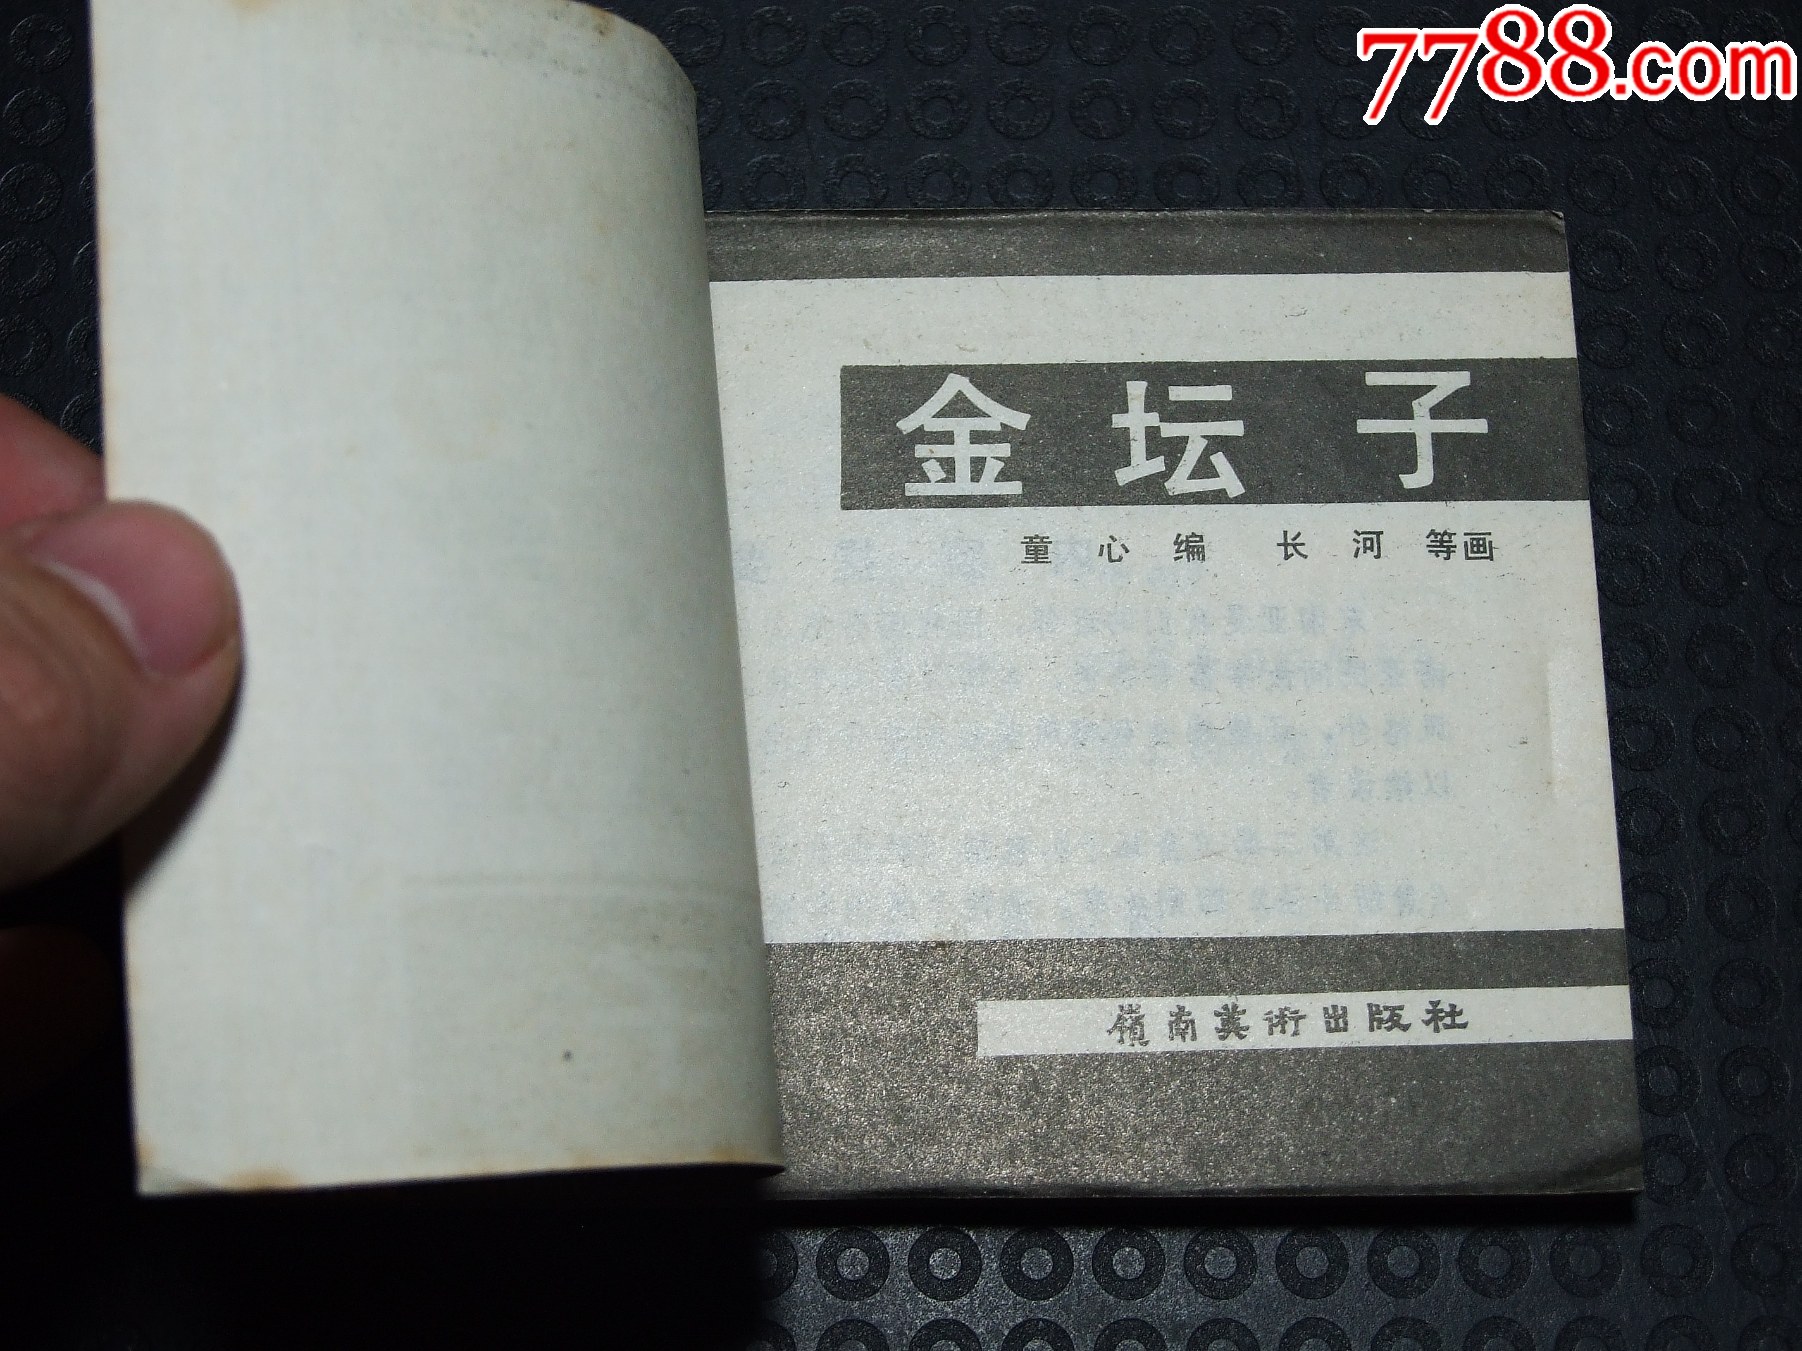 7788.com
金坛子
童心编 长河 等画
嶺南美術出版社